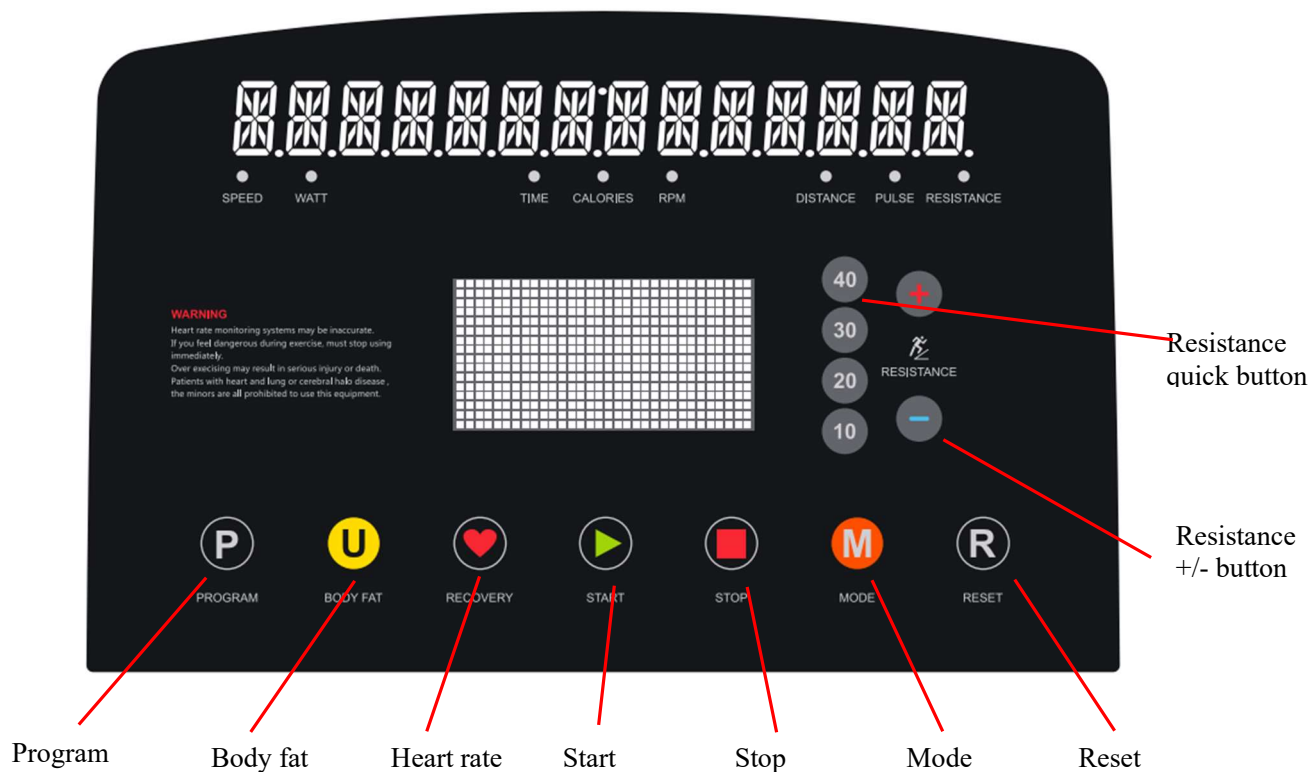 SPEED WATT TIME CALORIES RPM DISTANCE PULSE RESISTANCE
WARNING
Heart rate monitoring systems may be inaccurate.
If you feel dangerous during exercise, must stop using
immediately.
Over execising may result in serious injury or death.
Patients with heart and lung or cerebral halo disease ,
the minors are all prohibited to use this equipment.
40
30
20
10
+
RESISTANCE
−
Resistance
quick button
Resistance
+/- button
P U M R
PROGRAM BODY FAT RECOVERY START STOP MODE RESET
Program Body fat Heart rate Start Stop Mode Reset